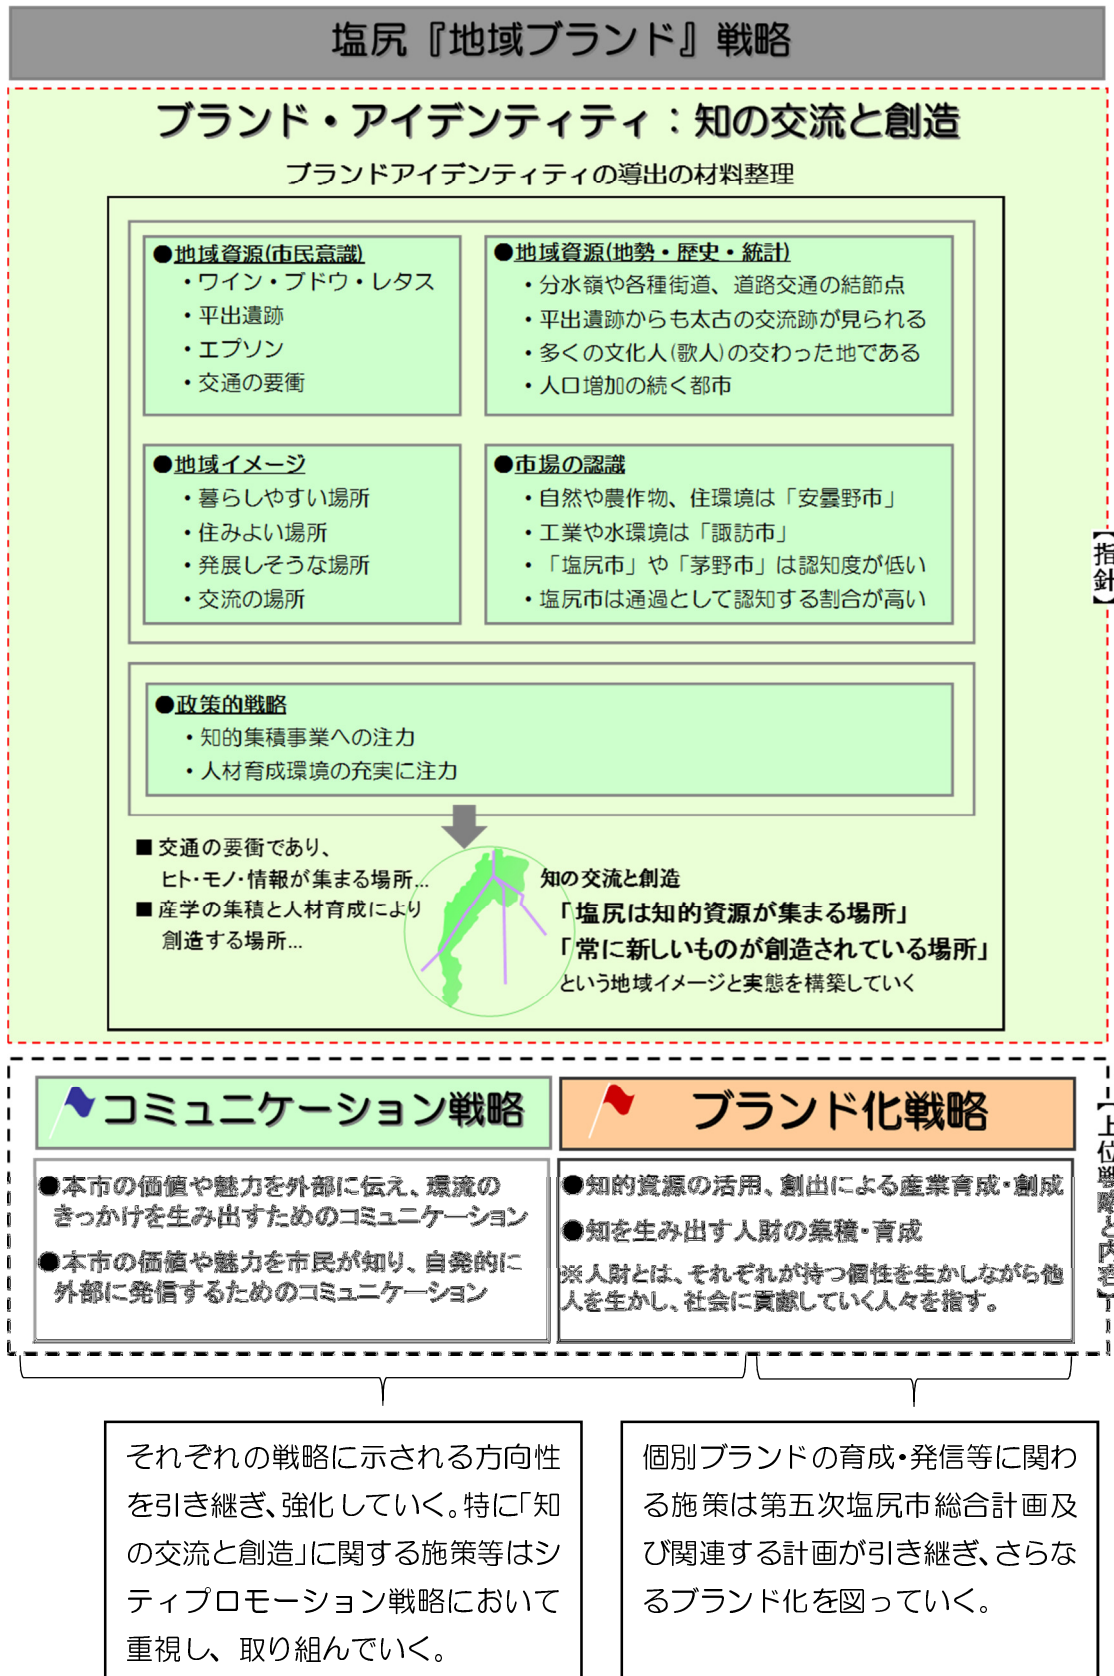 塩尻『地域ブランド』戦略
ブランド・アイデンティティ：知の交流と創造
ブランドアイデンティティの導出の材料整理
●地域資源(市民意識)
・ワイン・ブドウ・レタス
・平出遺跡
・エプソン
・交通の要衝
●地域資源(地勢・歴史・統計)
・分水嶺や各種街道、道路交通の結節点
・平出遺跡からも太古の交流跡が見られる
・多くの文化人(歌人)の交わった地である
・人口増加の続く都市
●地域イメージ
・暮らしやすい場所
・住みよい場所
・発展しそうな場所
・交流の場所
●市場の認識
・自然や農作物、住環境は「安曇野市」
・工業や水環境は「諏訪市」
・「塩尻市」や「茅野市」は認知度が低い
・塩尻市は通過として認知する割合が高い
【指針】
●政策的戦略
・知的集積事業への注力
・人材育成環境の充実に注力
■ 交通の要衝であり、
ヒト・モノ・情報が集まる場所…
■ 産学の集積と人材育成により
創造する場所…
知の交流と創造
「塩尻は知的資源が集まる場所」
「常に新しいものが創造されている場所」
という地域イメージと実態を構築していく
コミュニケーション戦略
●本市の価値や魅力を外部に伝え、環流の
きっかけを生み出すためのコミュニケーション
●本市の価値や魅力を市民が知り、自発的に
外部に発信するためのコミュニケーション
ブランド化戦略
●知的資源の活用、創出による産業育成・創成
●知を生み出す人財の集積・育成
※人財とは、それぞれが持つ個性を生かしながら他
人を生かし、社会に貢献していく人々を指す。
【上位戦略と内容】
それぞれの戦略に示される方向性
を引き継ぎ、強化していく。特に「知
の交流と創造」に関する施策等はシ
ティプロモーション戦略において
重視し、取り組んでいく。
個別ブランドの育成・発信等に関わ
る施策は第五次塩尻市総合計画及
び関連する計画が引き継ぎ、さらな
るブランド化を図っていく。